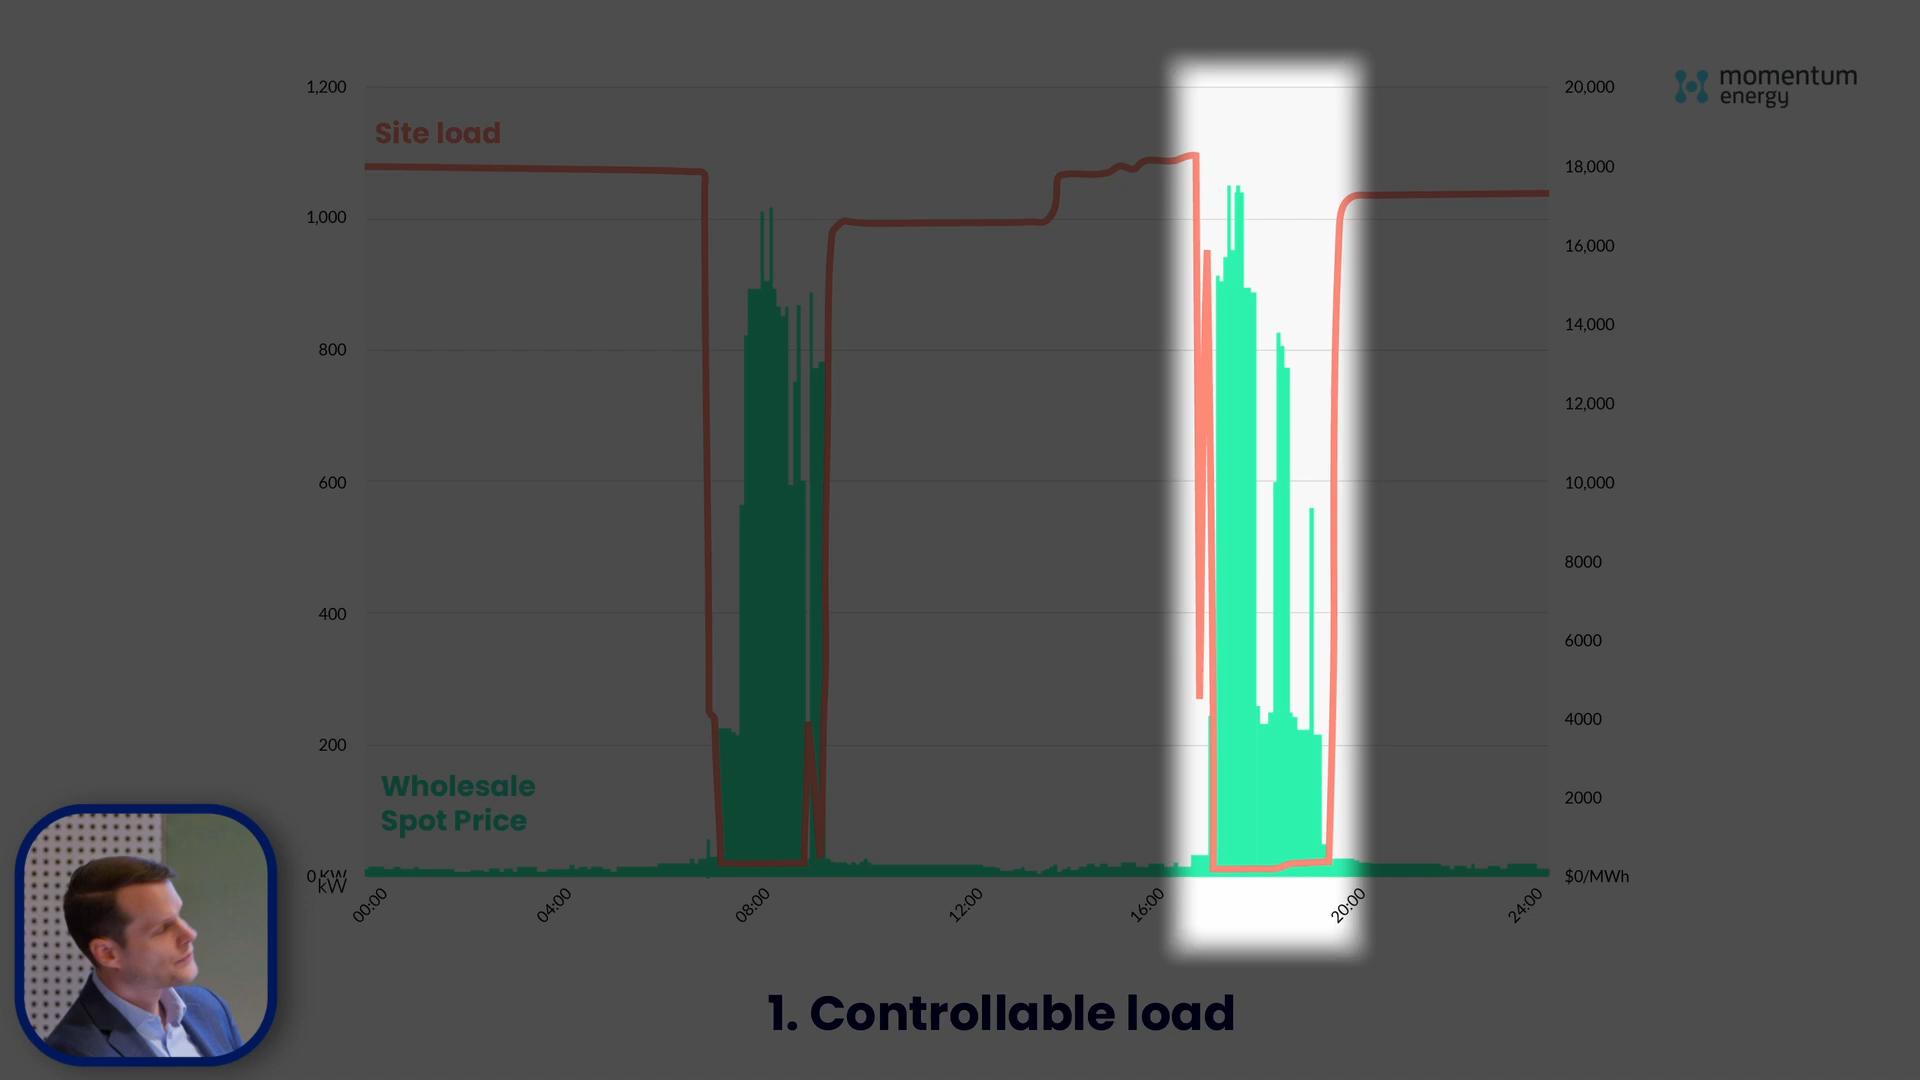 momentum
energy
1,200
1,000
800
600
400
200
0 KW
kW
20,000
18,000
16,000
14,000
12,000
10,000
8000
6000
4000
2000
$0/MWh
Site load
Wholesale
Spot Price
00:00
04:00
08:00
12:00
16:00
20:00
24:00
1. Controllable load